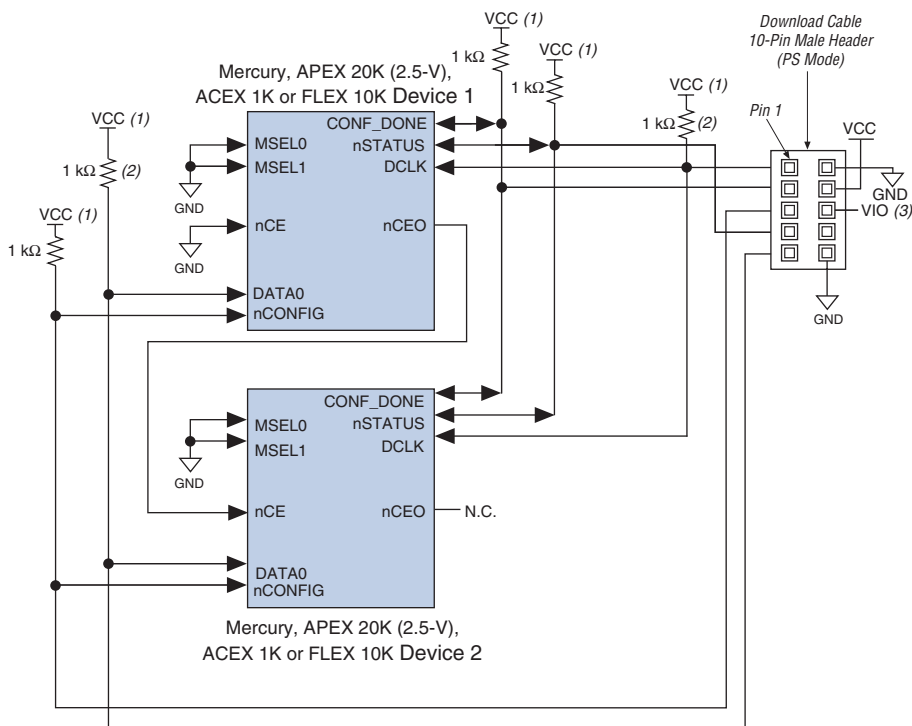 VCC (1)
1 kΩ
VCC (1)
1 kΩ
Download Cable
10-Pin Male Header
(PS Mode)
Mercury, APEX 20K (2.5-V),
ACEX 1K or FLEX 10K Device 1
VCC (1)
1 kΩ (2)
Pin 1
VCC
GND
VIO (3)
GND
VCC (1)
1 kΩ (2)
VCC (1)
1 kΩ
MSEL0
MSEL1
GND
nCE
GND
DATA0
nCONFIG
CONF_DONE
nSTATUS
DCLK
nCEO
MSEL0
MSEL1
GND
nCE
DATA0
nCONFIG
CONF_DONE
nSTATUS
DCLK
nCEO
N.C.
Mercury, APEX 20K (2.5-V),
ACEX 1K or FLEX 10K Device 2